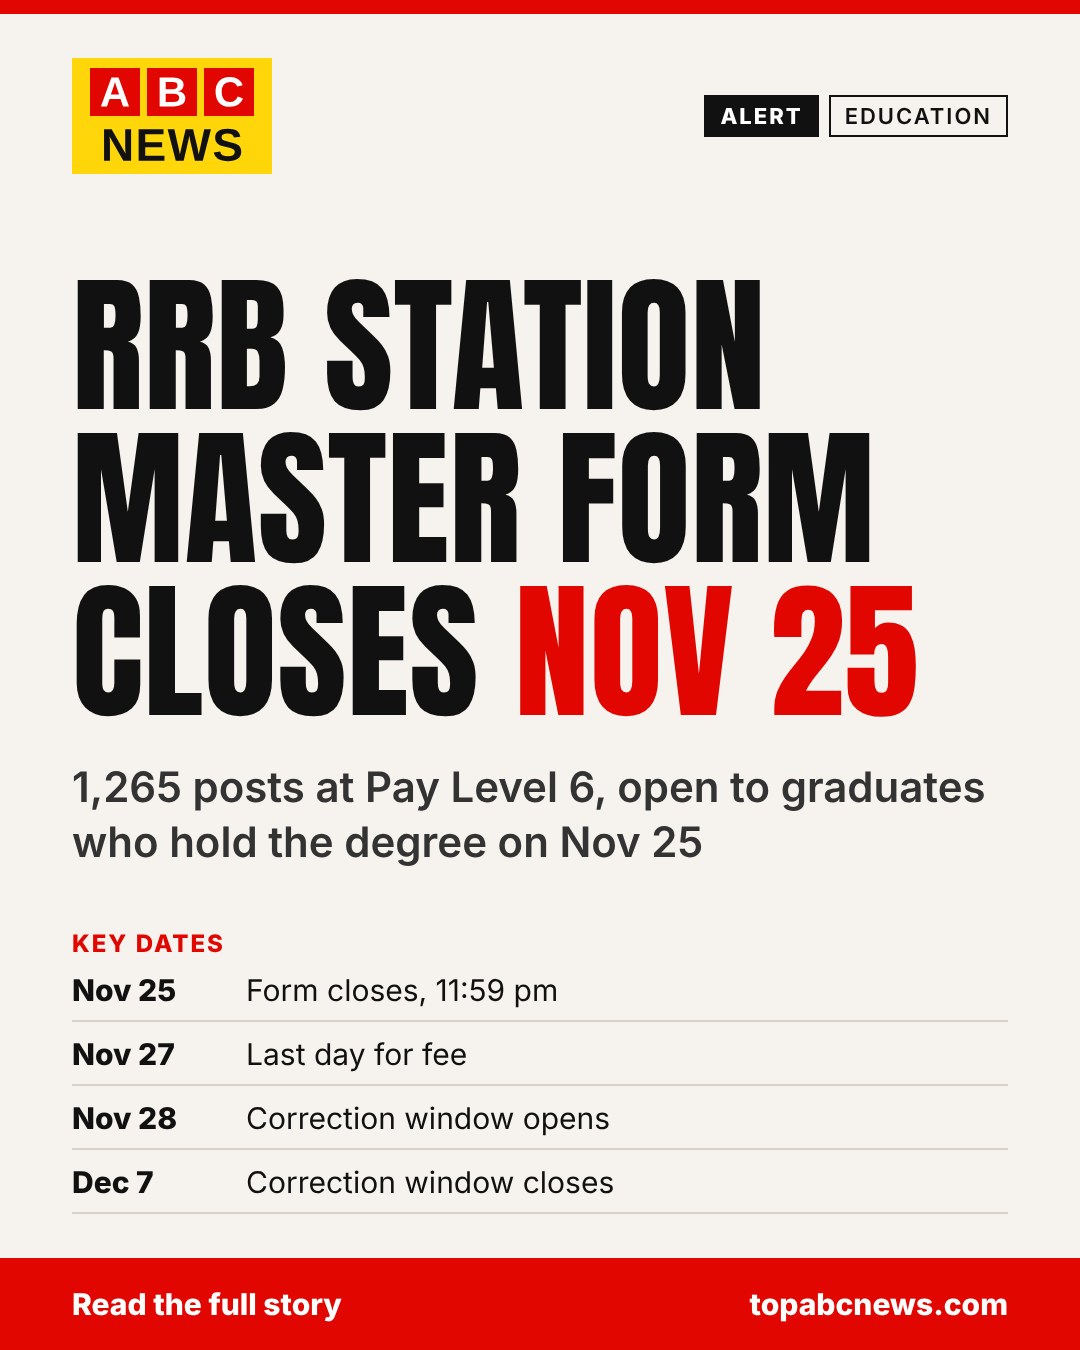 A B C
NEWS
ALERT
EDUCATION
RRB STATION
MASTER FORM
CLOSES NOV 25
1,265 posts at Pay Level 6, open to graduates
who hold the degree on Nov 25
KEY DATES
Nov 25 Form closes, 11:59 pm
Nov 27 Last day for fee
Nov 28 Correction window opens
Dec 7 Correction window closes
Read the full story
topabcnews.com